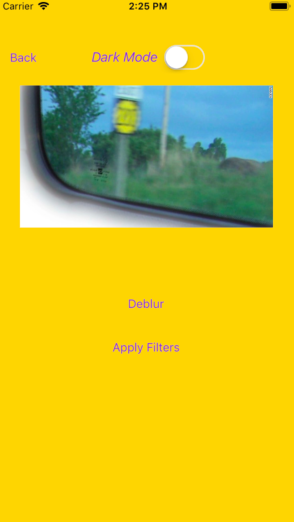 Carrier
2:25 PM
Back
Dark Mode
Deblur
Apply Filters